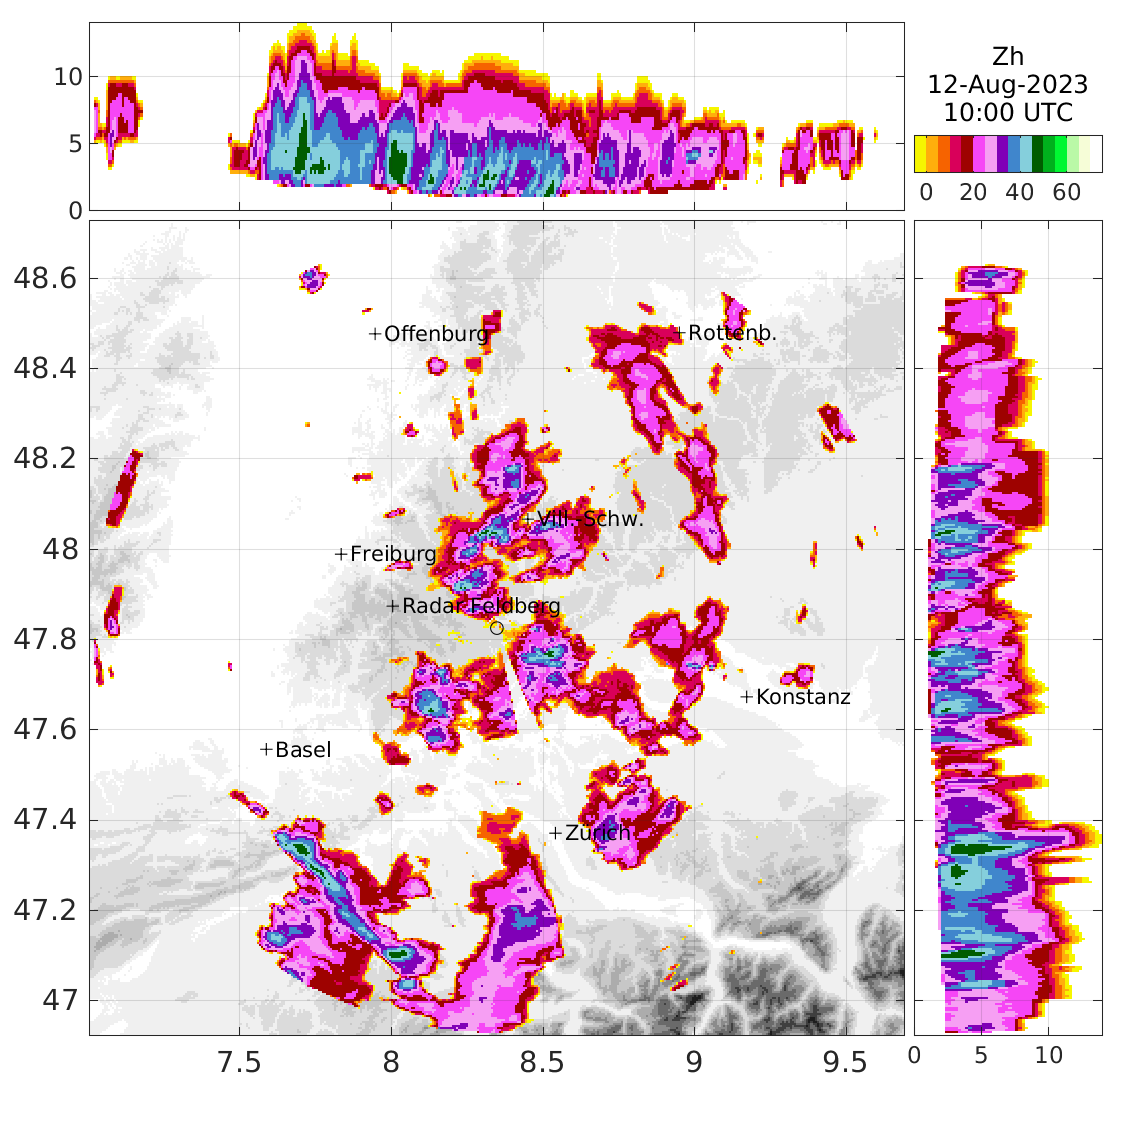 Zh
12-Aug-2023
10:00 UTC
10
5
0
0 20 40 60
48.6
48.4
48.2
48
47.8
47.6
47.4
47.2
47
+Offenburg
+Rottenb.
+Vill.-Schw.
+Freiburg
+Radar Feldberg
+Konstanz
+Basel
+Zürich
7.5 8 8.5 9 9.5
0 5 10